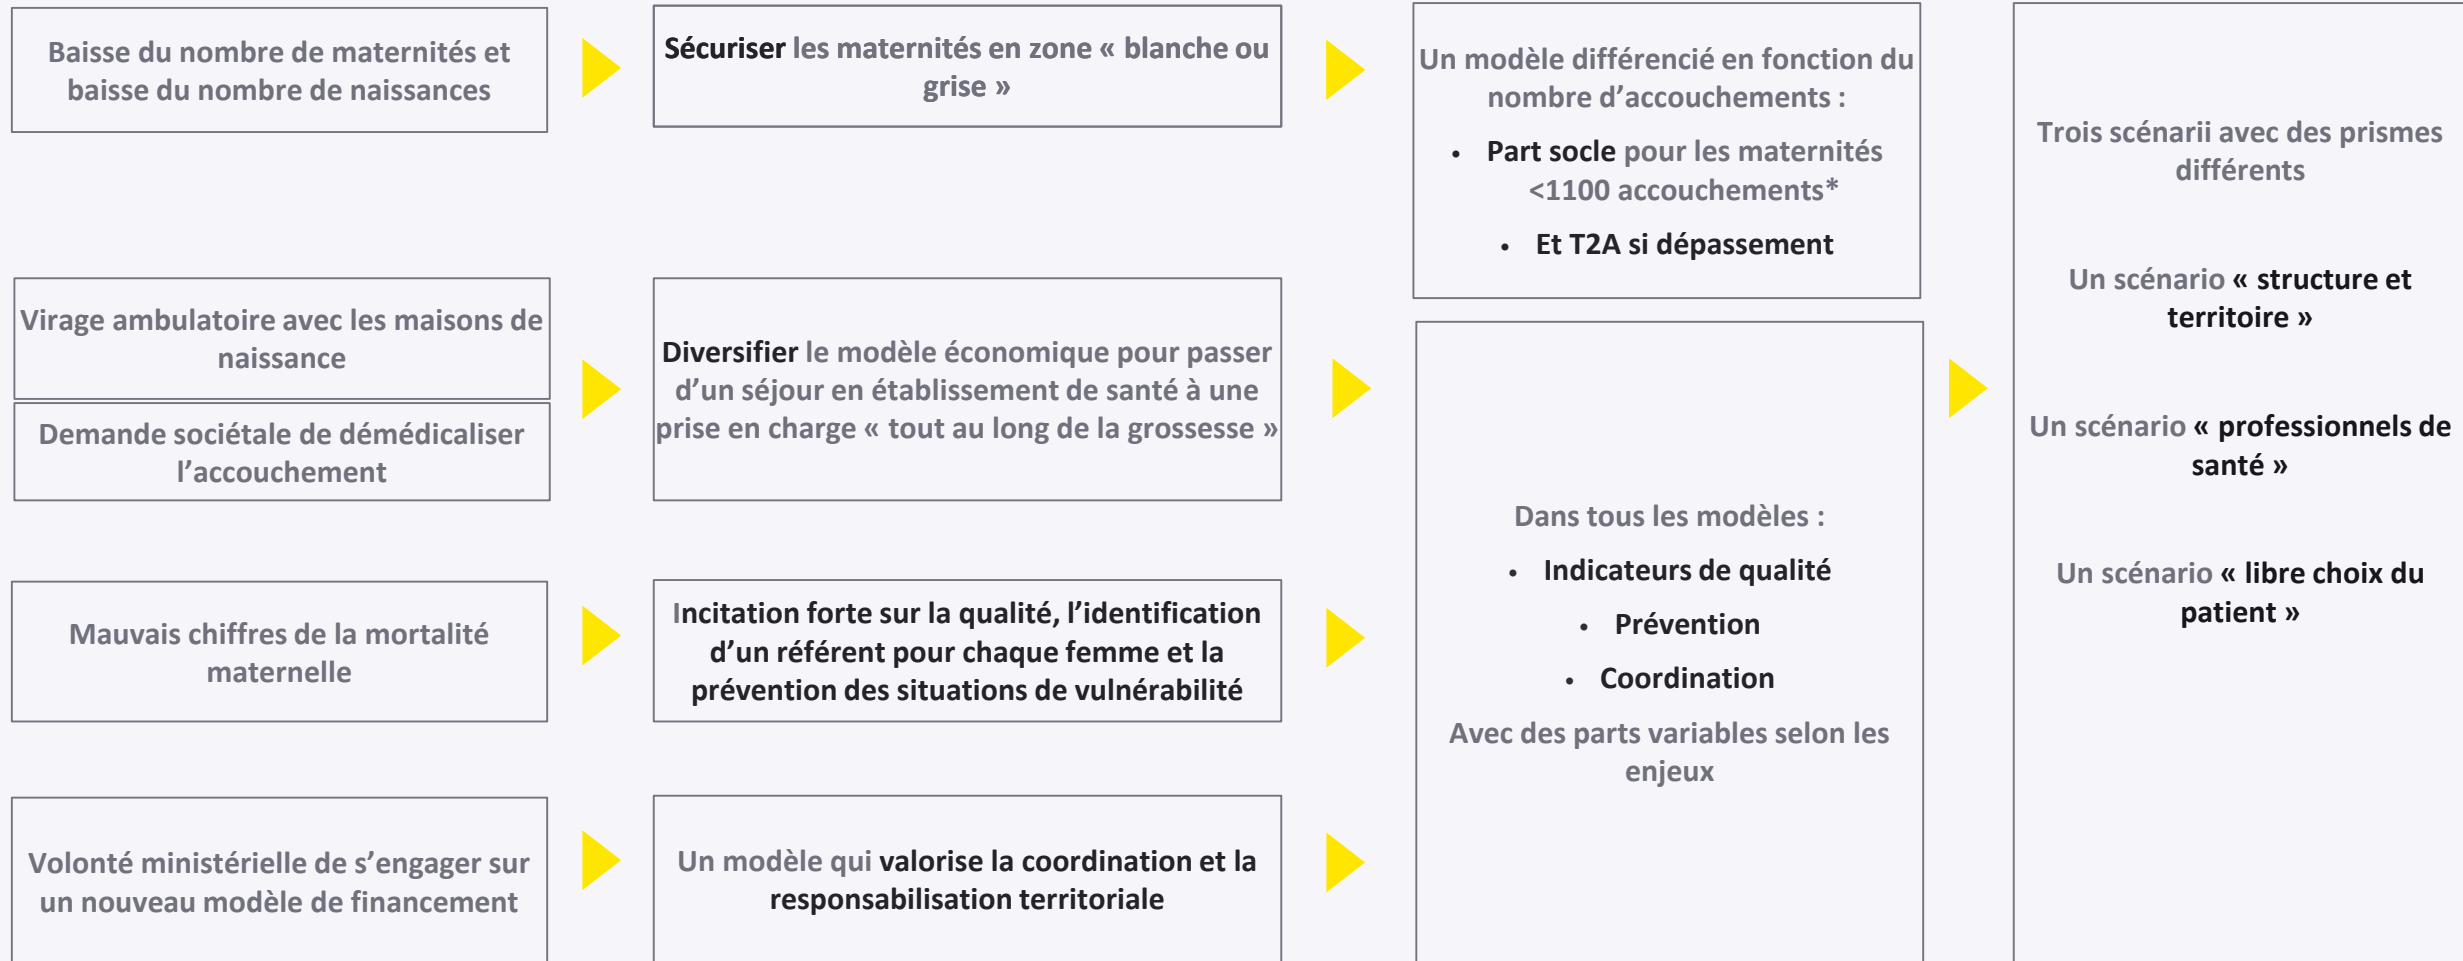 Baisse du nombre de maternités et
baisse du nombre de naissances
Sécuriser les maternités en zone « blanche ou
grise »
Un modèle différencié en fonction du
nombre d’accouchements :
• Part socle pour les maternités
<1100 accouchements*
• Et T2A si dépassement
Virage ambulatoire avec les maisons de
naissance
Demande sociétale de démédicaliser
l’accouchement
Diversifier le modèle économique pour passer
d’un séjour en établissement de santé à une
prise en charge « tout au long de la grossesse »
Mauvais chiffres de la mortalité
maternelle
Incitation forte sur la qualité, l’identification
d’un référent pour chaque femme et la
prévention des situations de vulnérabilité
Volonté ministérielle de s’engager sur
un nouveau modèle de financement
Un modèle qui valorise la coordination et la
responsabilisation territoriale
Dans tous les modèles :
• Indicateurs de qualité
• Prévention
• Coordination
Avec des parts variables selon les
enjeux
Trois scénarii avec des prismes
différents
Un scénario « structure et
territoire »
Un scénario « professionnels de
santé »
Un scénario « libre choix du
patient »